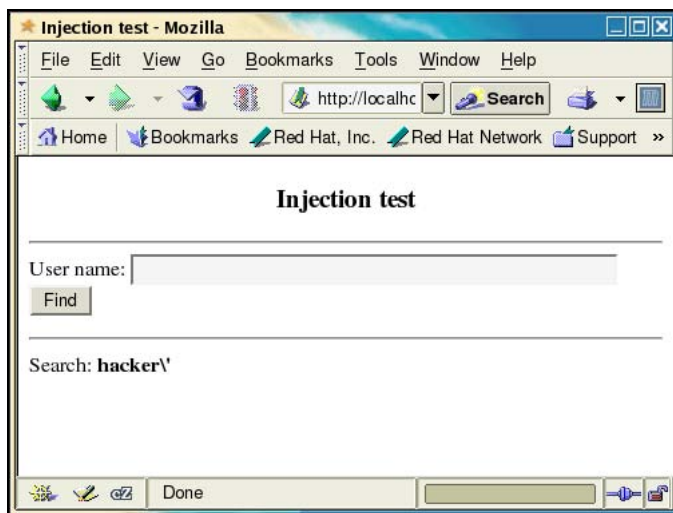 Injection test - Mozilla
File Edit View Go Bookmarks Tools Window Help
http://localhc Search
Home Bookmarks Red Hat, Inc. Red Hat Network Support »
Injection test
User name:
Find
Search: hacker\'
Done